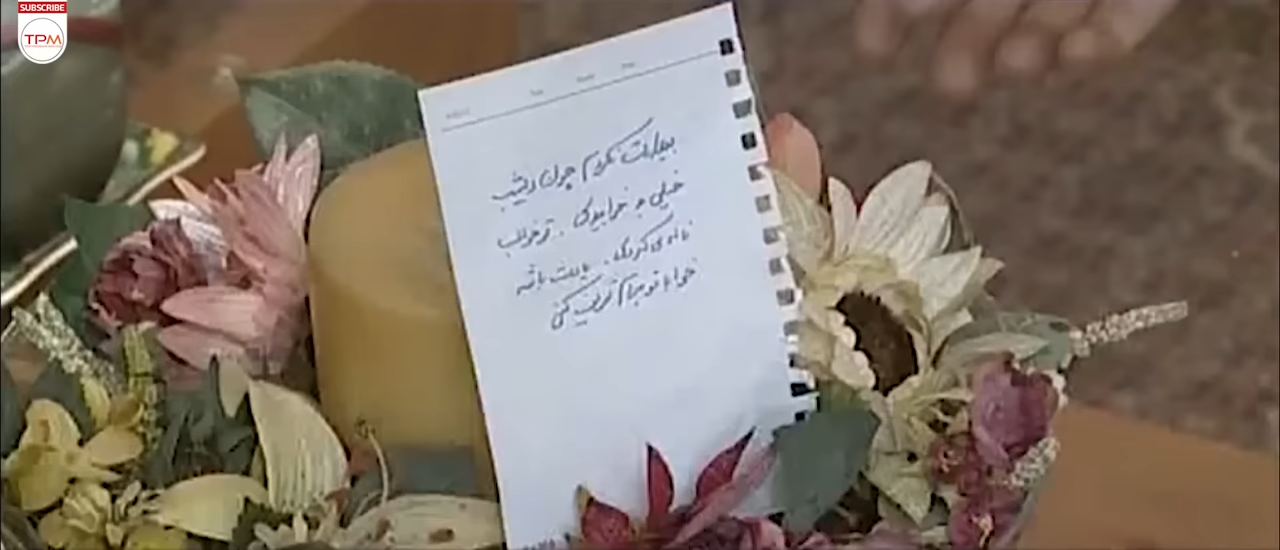 SUBSCRIBE
TPM
بیدارت نکردم چون دیشب
خیلی بد خوابیدی. تو خواب
ناله می‌کردی. یادت باشه
خوابتو برام تعریف کنی